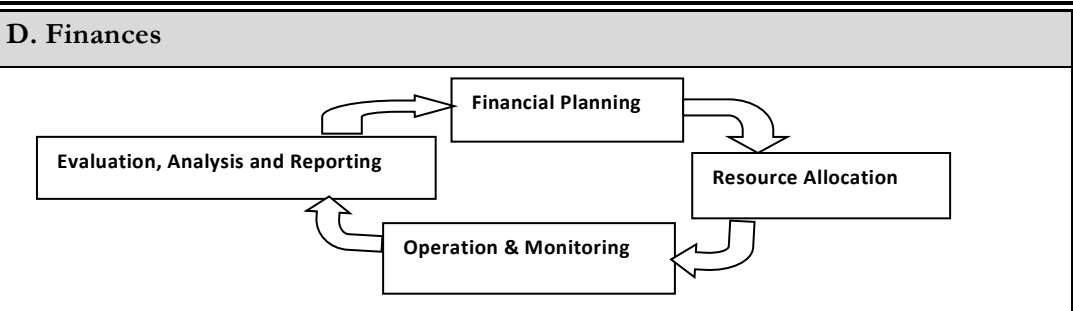 D. Finances
Financial Planning
Evaluation, Analysis and Reporting
Resource Allocation
Operation & Monitoring